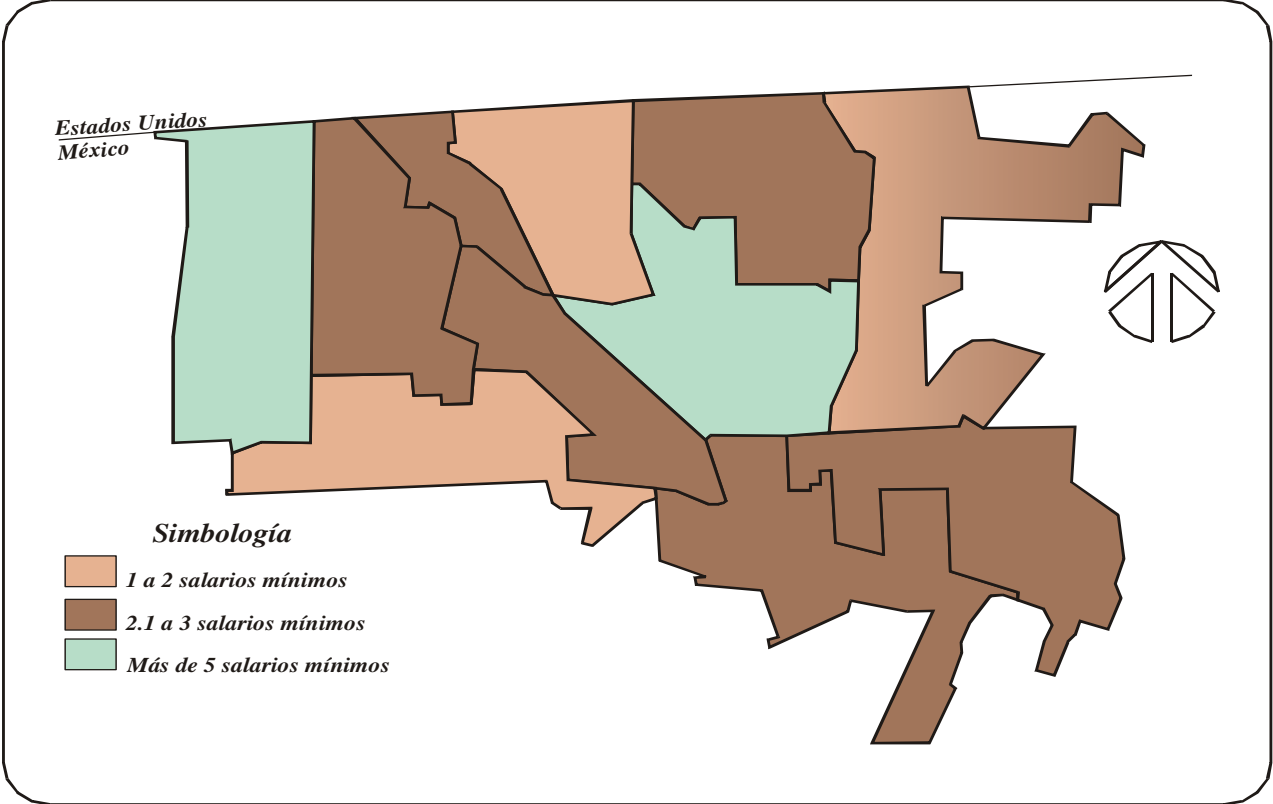 Estados Unidos
México
Simbología
1 a 2 salarios mínimos
2.1 a 3 salarios mínimos
Más de 5 salarios mínimos